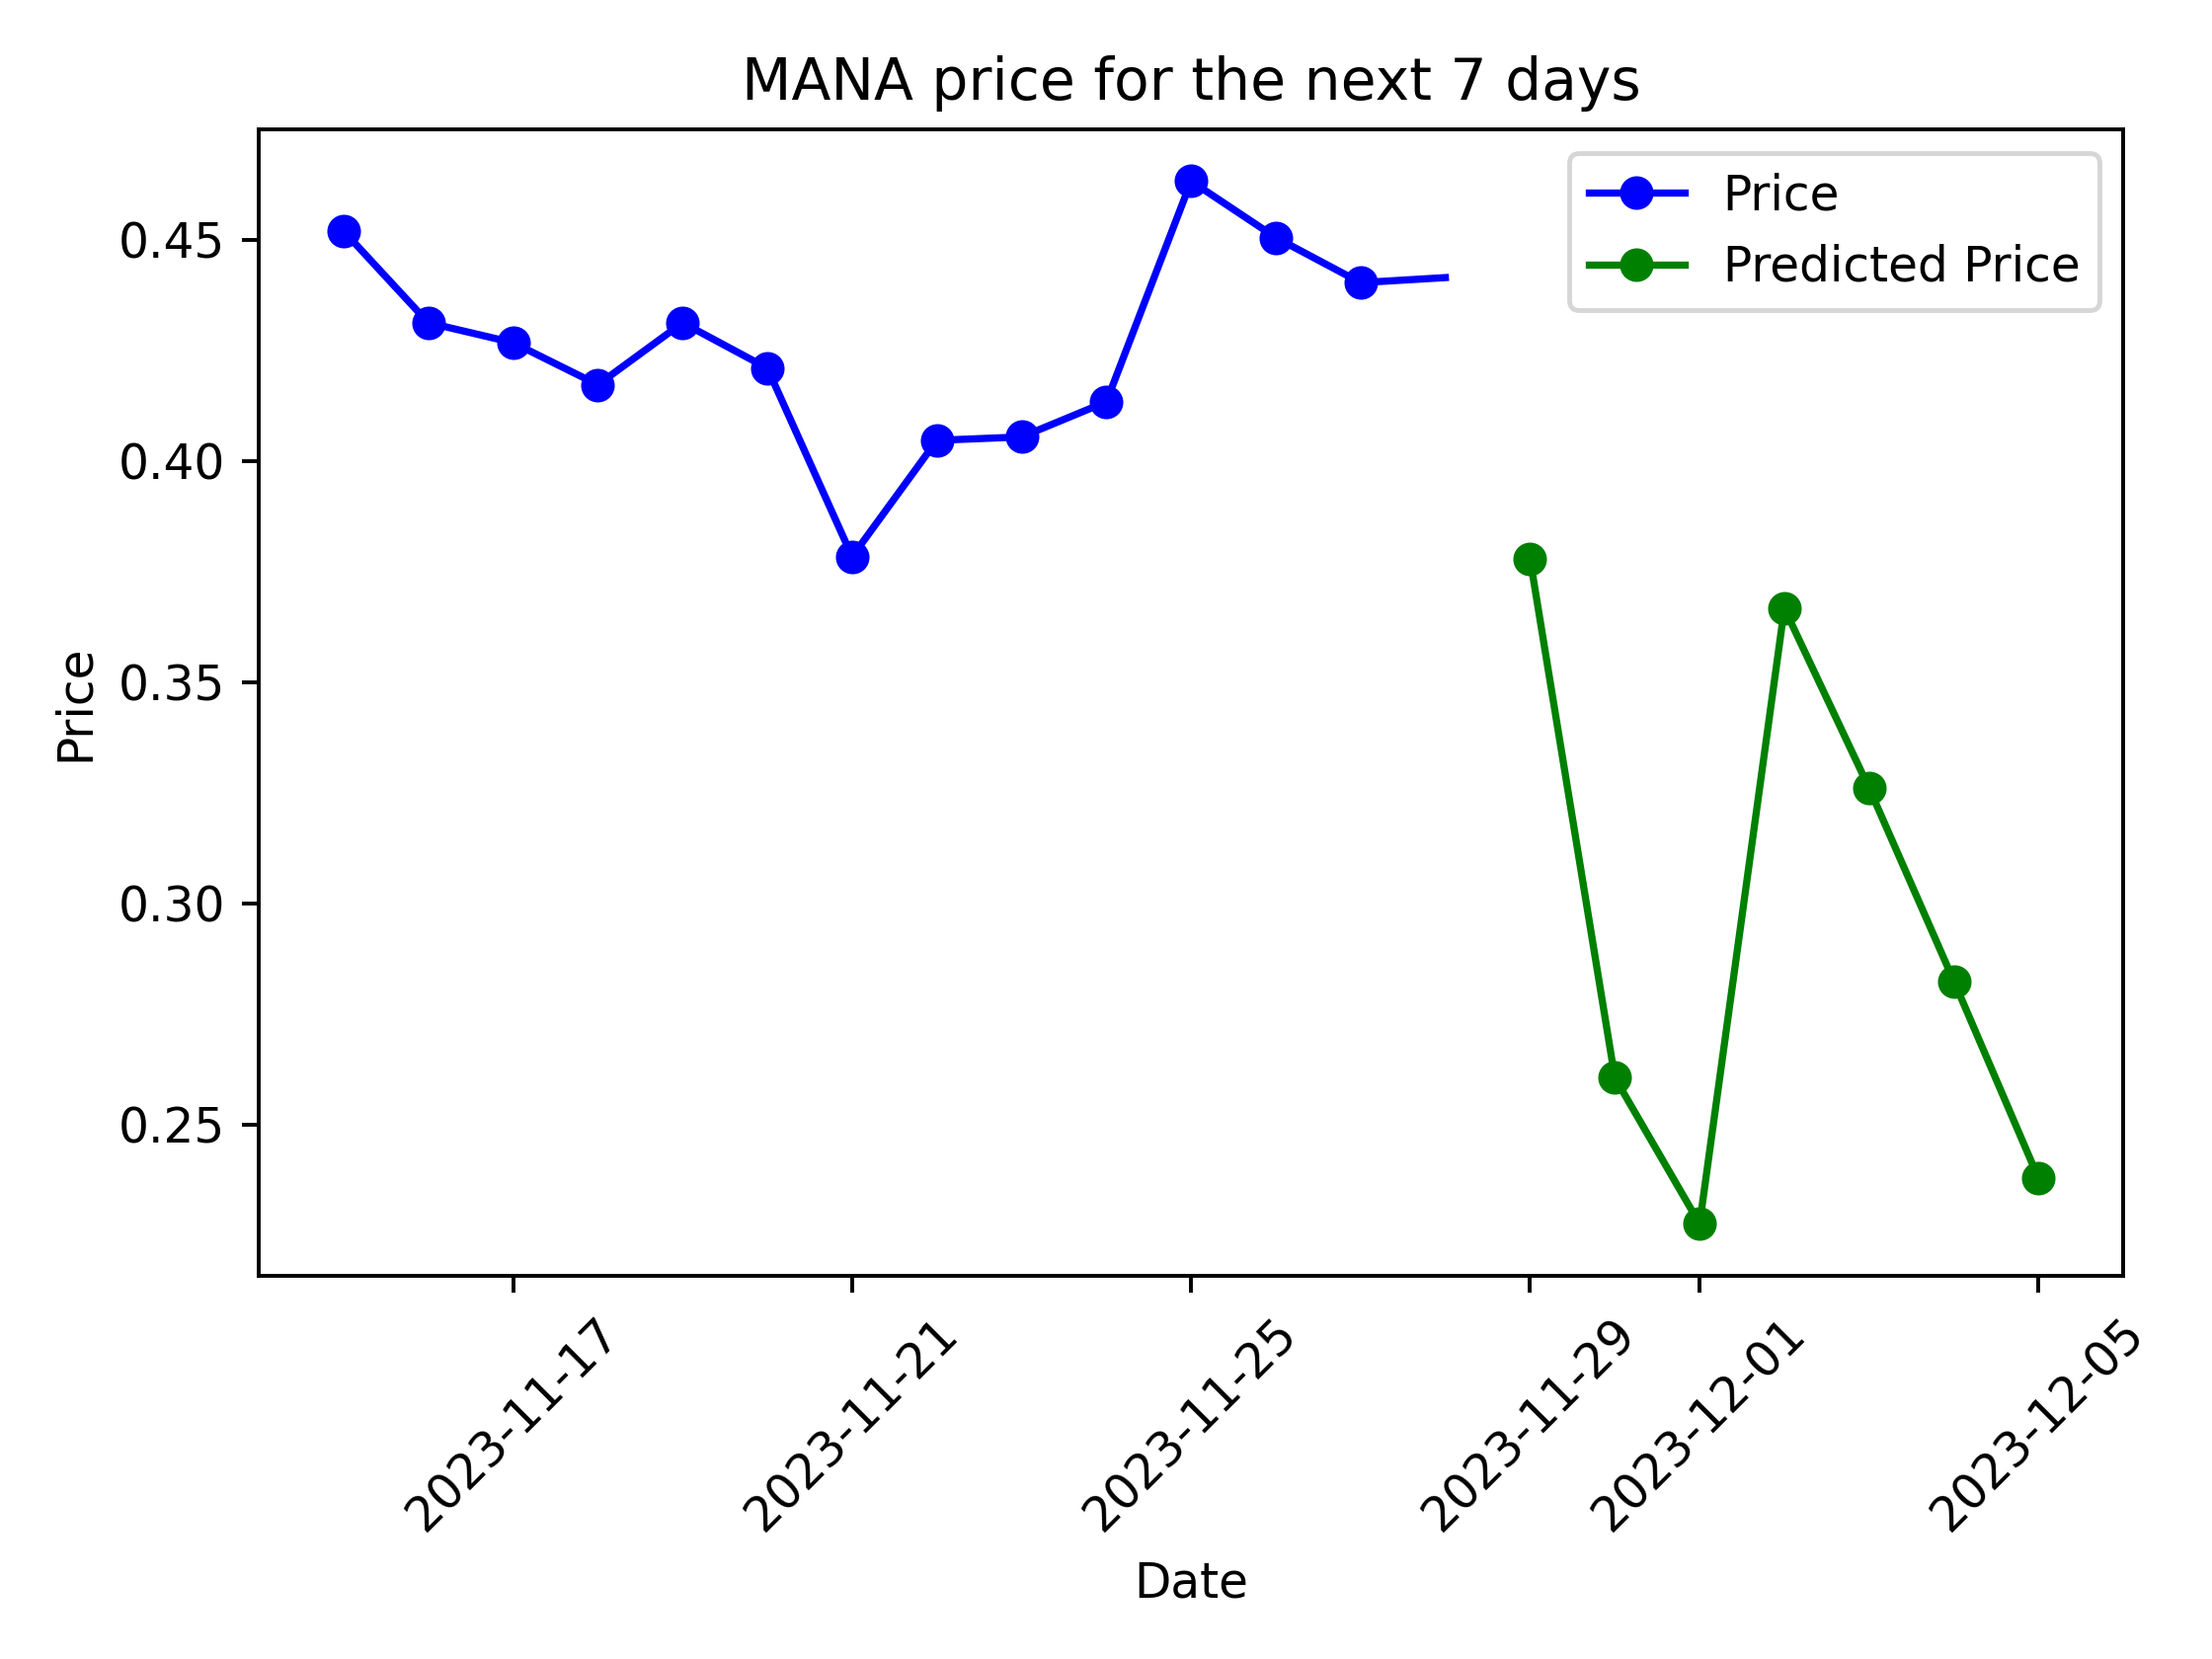 MANA price for the next 7 days
Price
Predicted Price
0.45
0.40
0.35
0.30
0.25
Price
2023-11-17
2023-11-21
2023-11-25
2023-11-29
2023-12-01
2023-12-05
Date